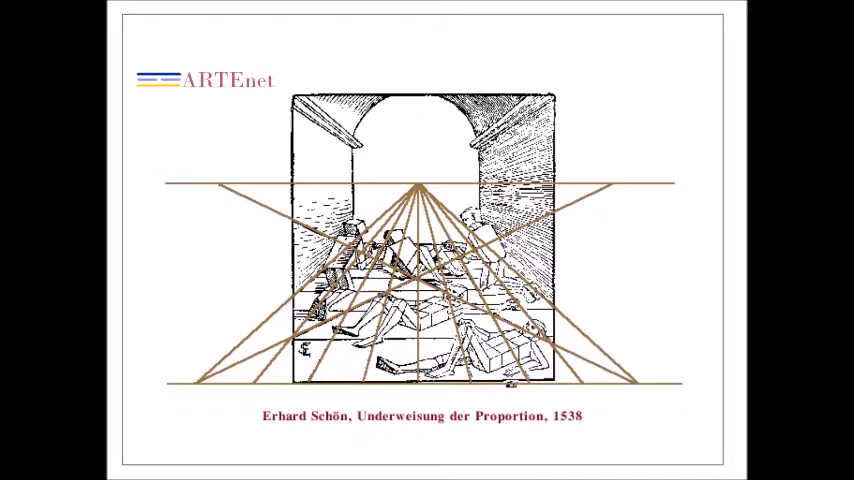 ARTEnet
Erhard Schön, Underweisung der Proportion, 1538